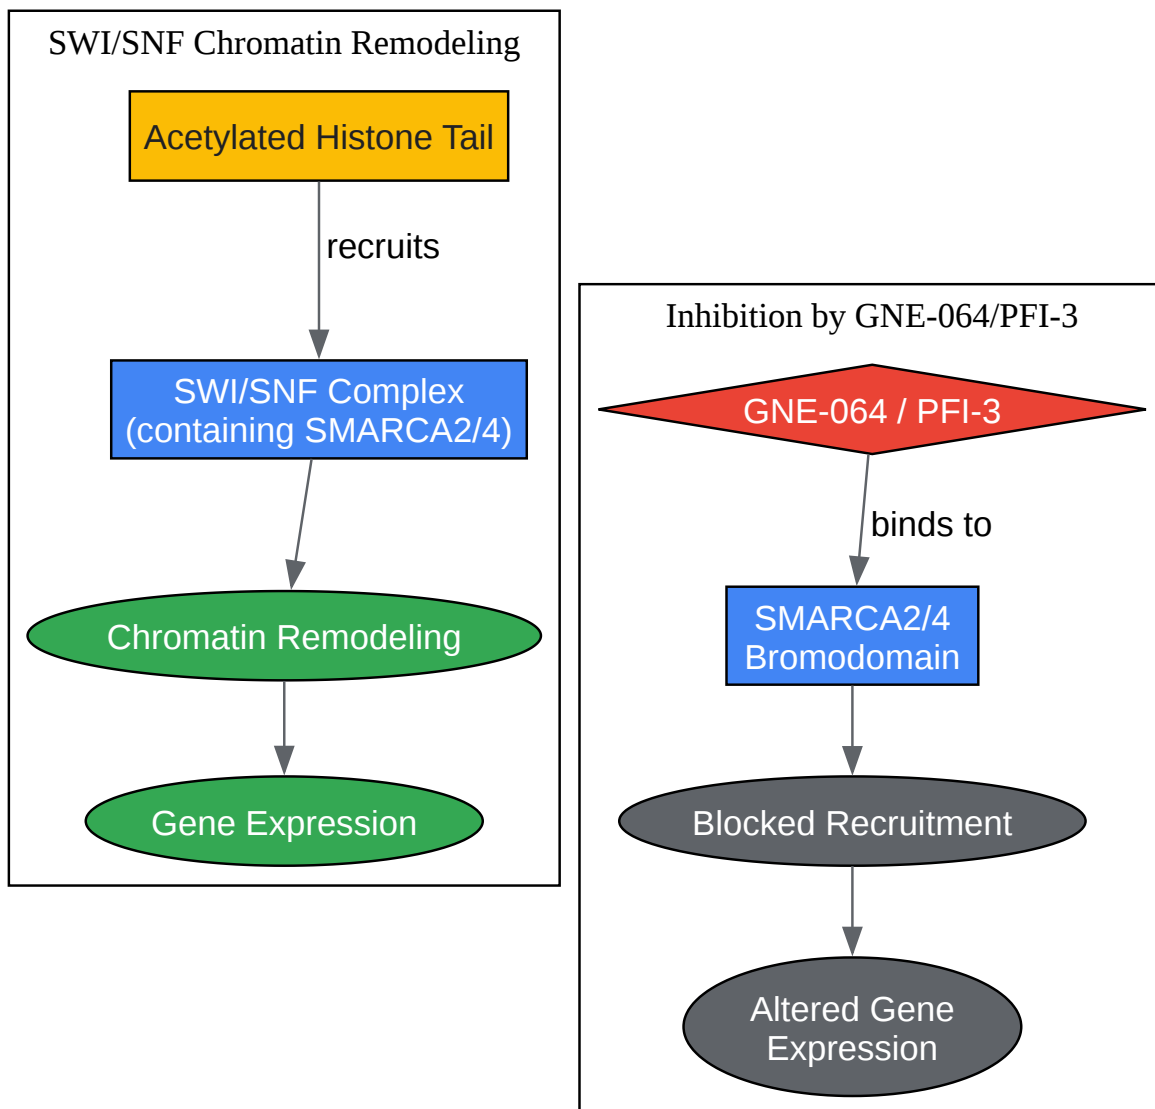 SWI/SNF Chromatin Remodeling
Acetylated Histone Tail
recruits
SWI/SNF Complex
(containing SMARCA2/4)
Chromatin Remodeling
Gene Expression
Inhibition by GNE-064/PFI-3
GNE-064 / PFI-3
binds to
SMARCA2/4
Bromodomain
Blocked Recruitment
Altered Gene
Expression